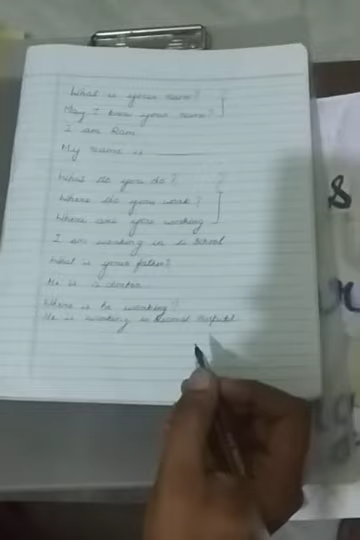 What is your name?
May I know your name?
I am Ram
My name is
What do you do?
Where do you work?
Where are you working
I am working in a school
What is your father?
He is a doctor
Where is he working?
He is working in Hospital
s